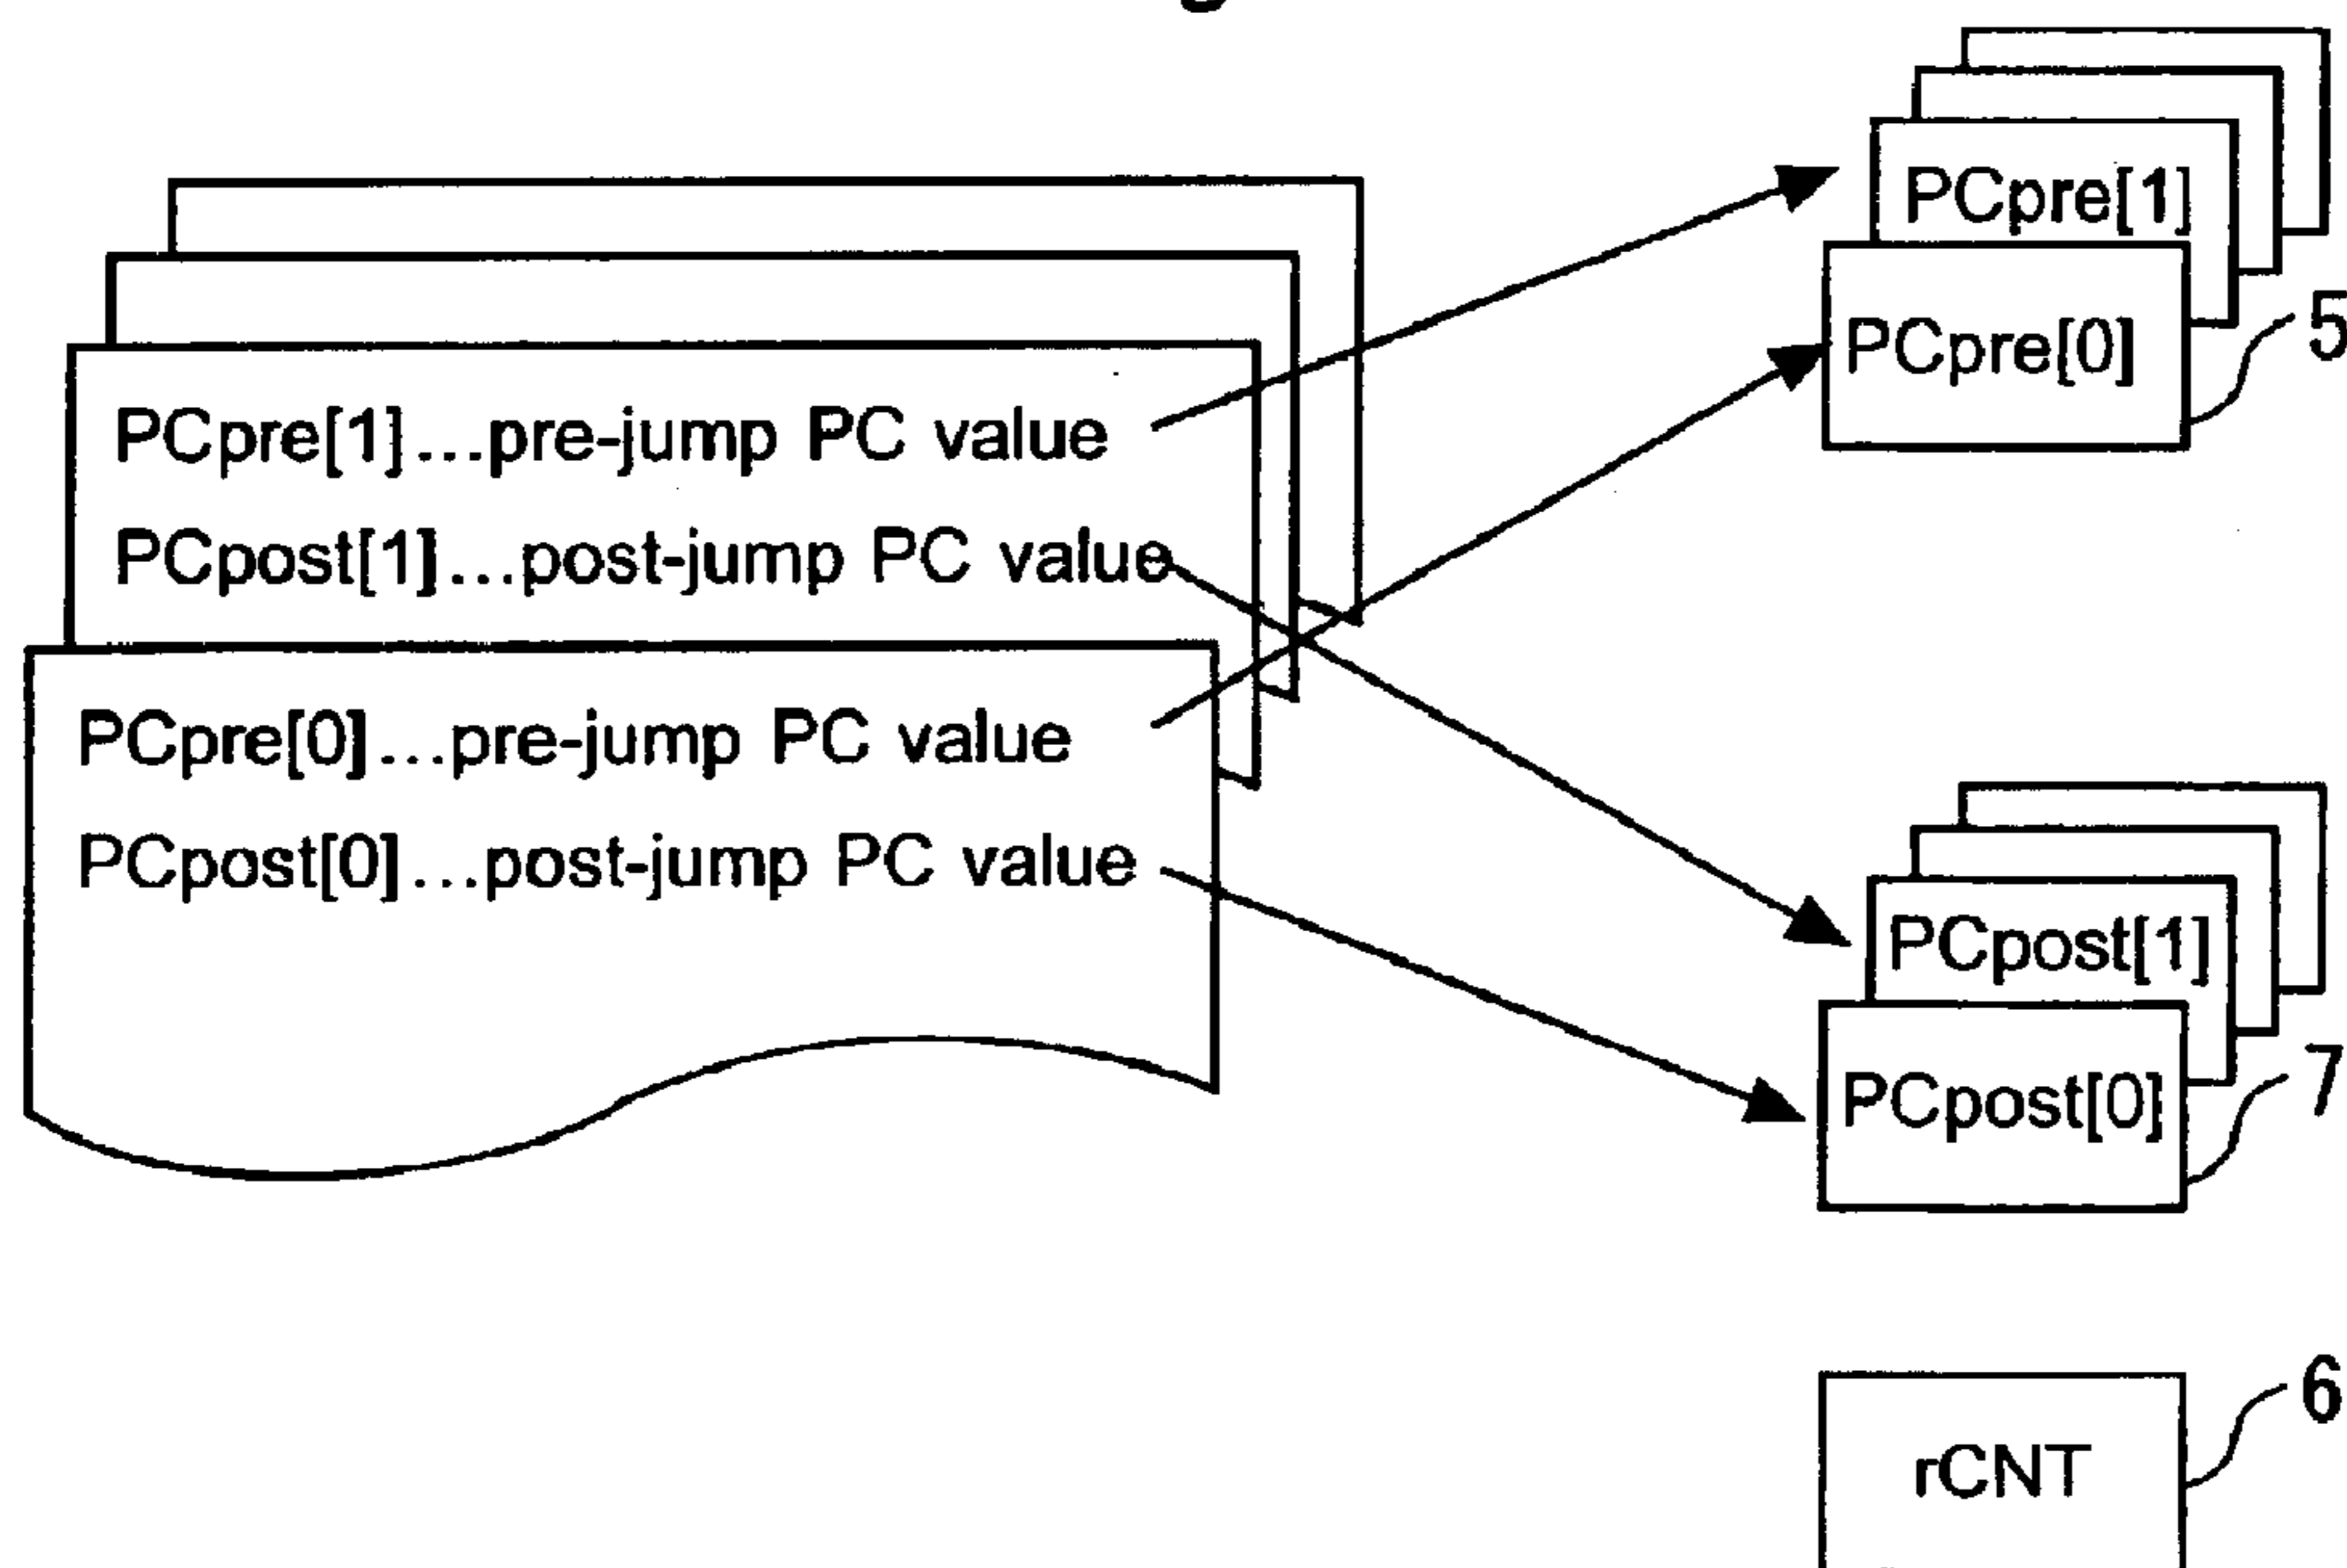 PCpre[1]...pre-jump PC value
PCpost[1]...post-jump PC value
PCpre[0]...pre-jump PC value
PCpost[0]...post-jump PC value
PCpre[1]
PCpre[0]
5
PCpost[1]
PCpost[0]
7
6
rCNT